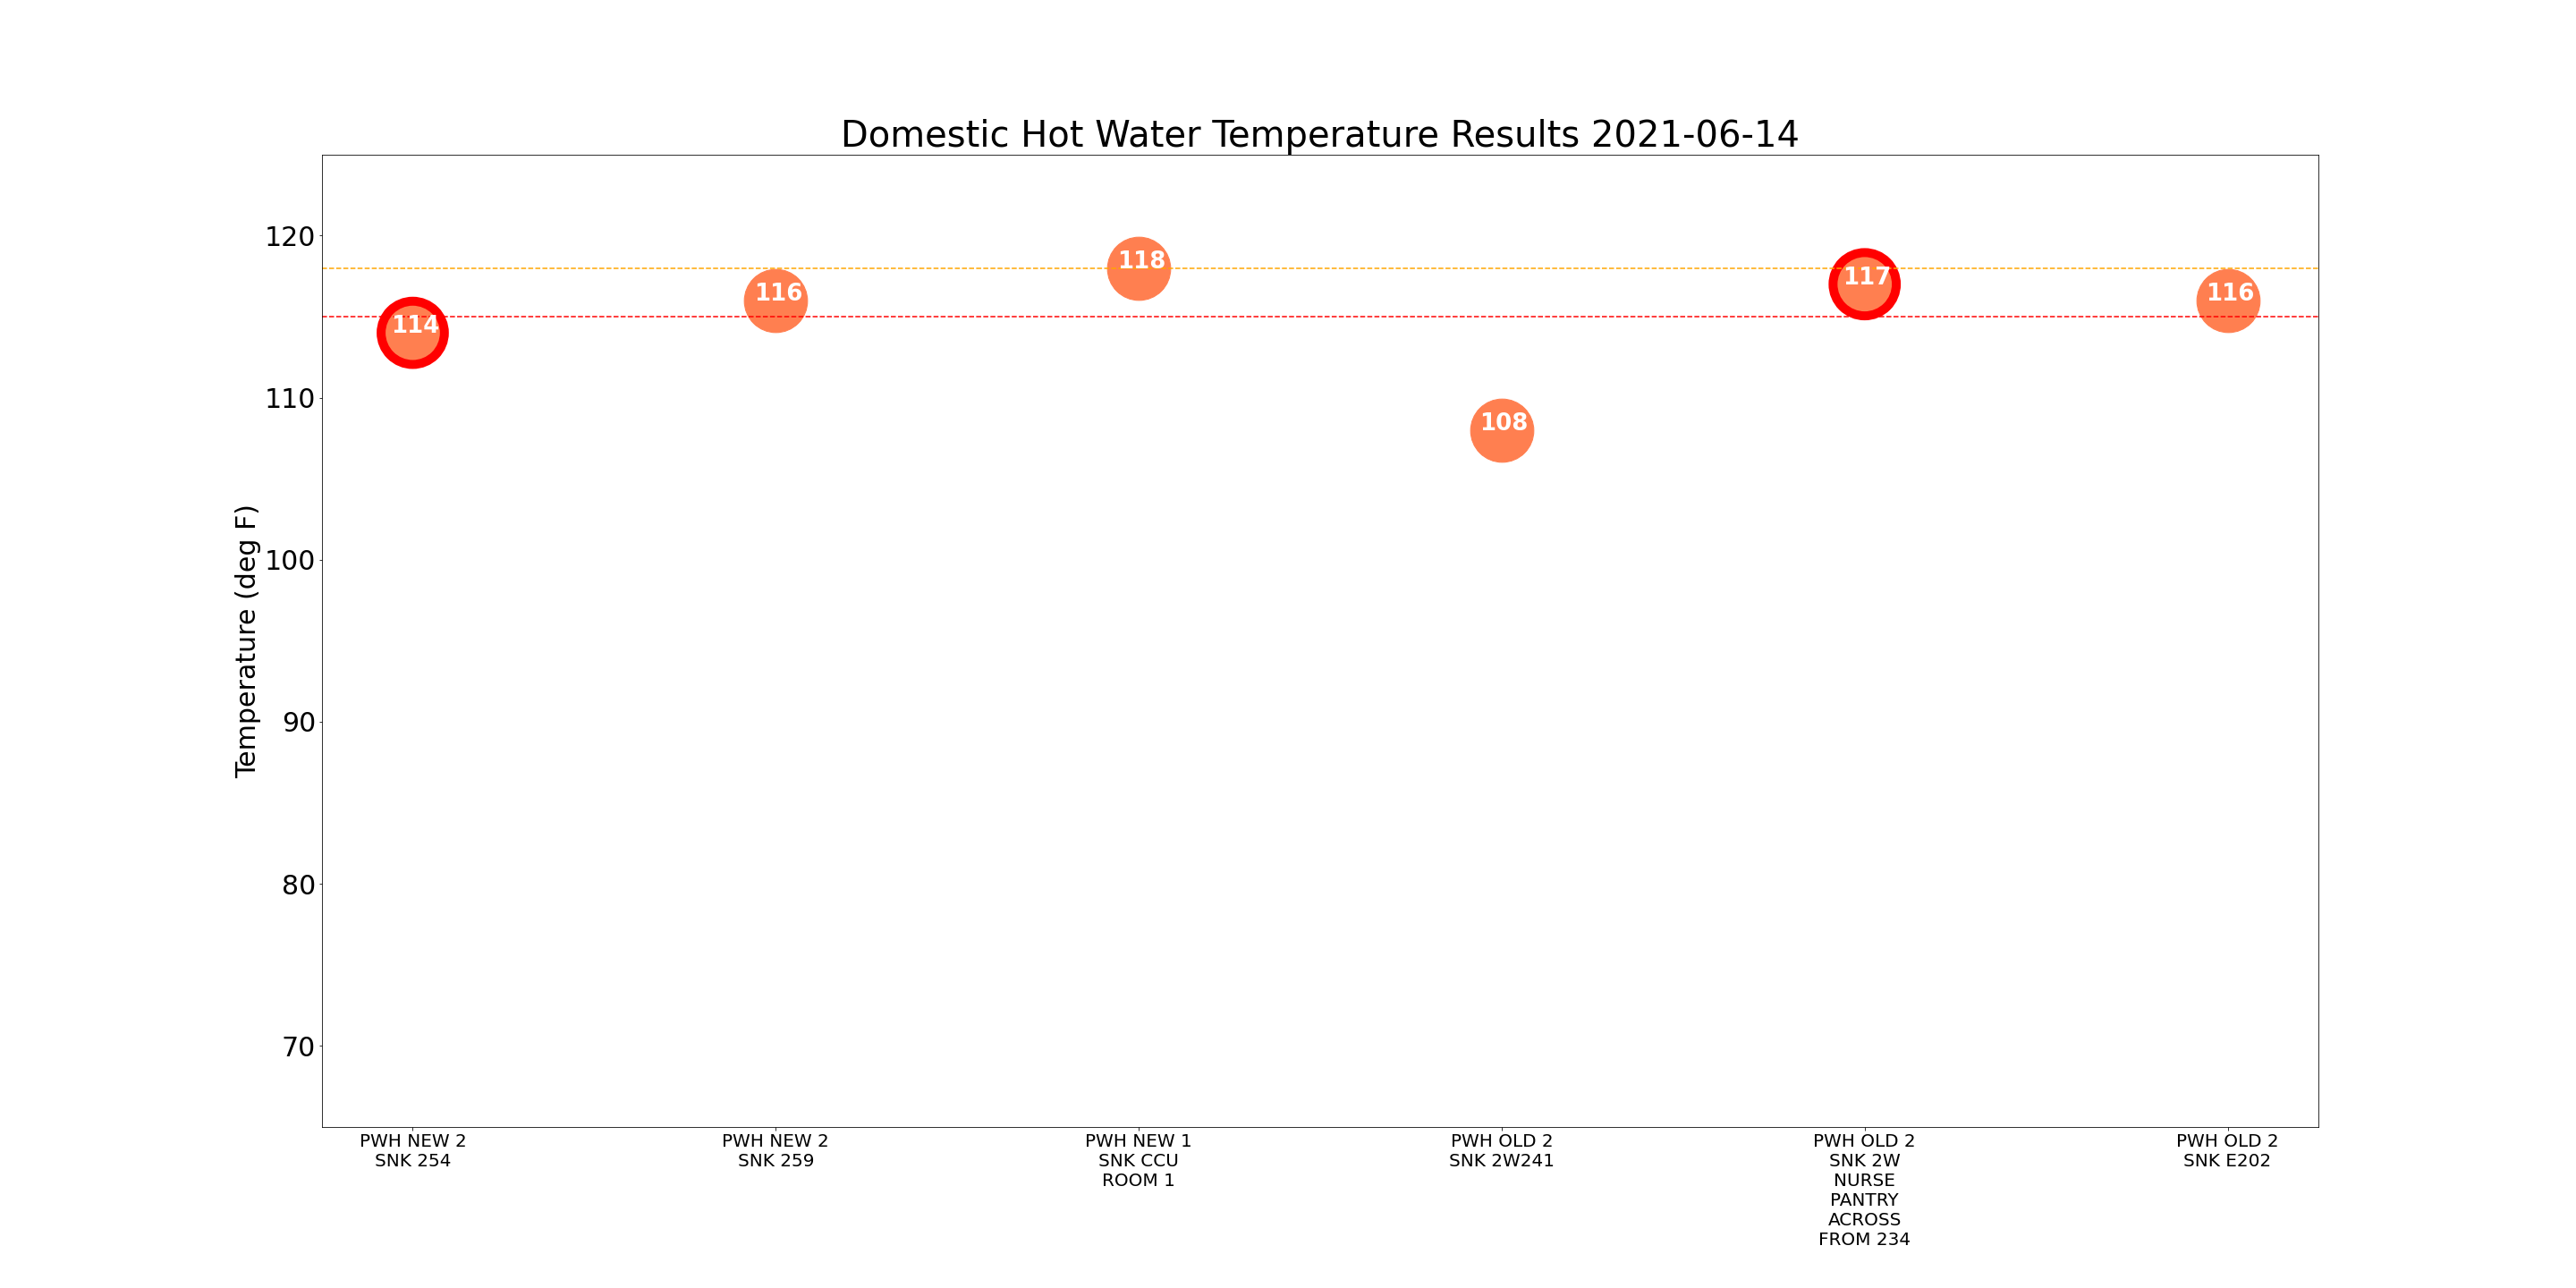 Domestic Hot Water Temperature Results 2021-06-14
Temperature (deg F)
120
110
100
90
80
70
114
116
118
108
117
116
PWH NEW 2
SNK 254
PWH NEW 2
SNK 259
PWH NEW 1
SNK CCU
ROOM 1
PWH OLD 2
SNK 2W241
PWH OLD 2
SNK 2W
NURSE
PANTRY
ACROSS
FROM 234
PWH OLD 2
SNK E202